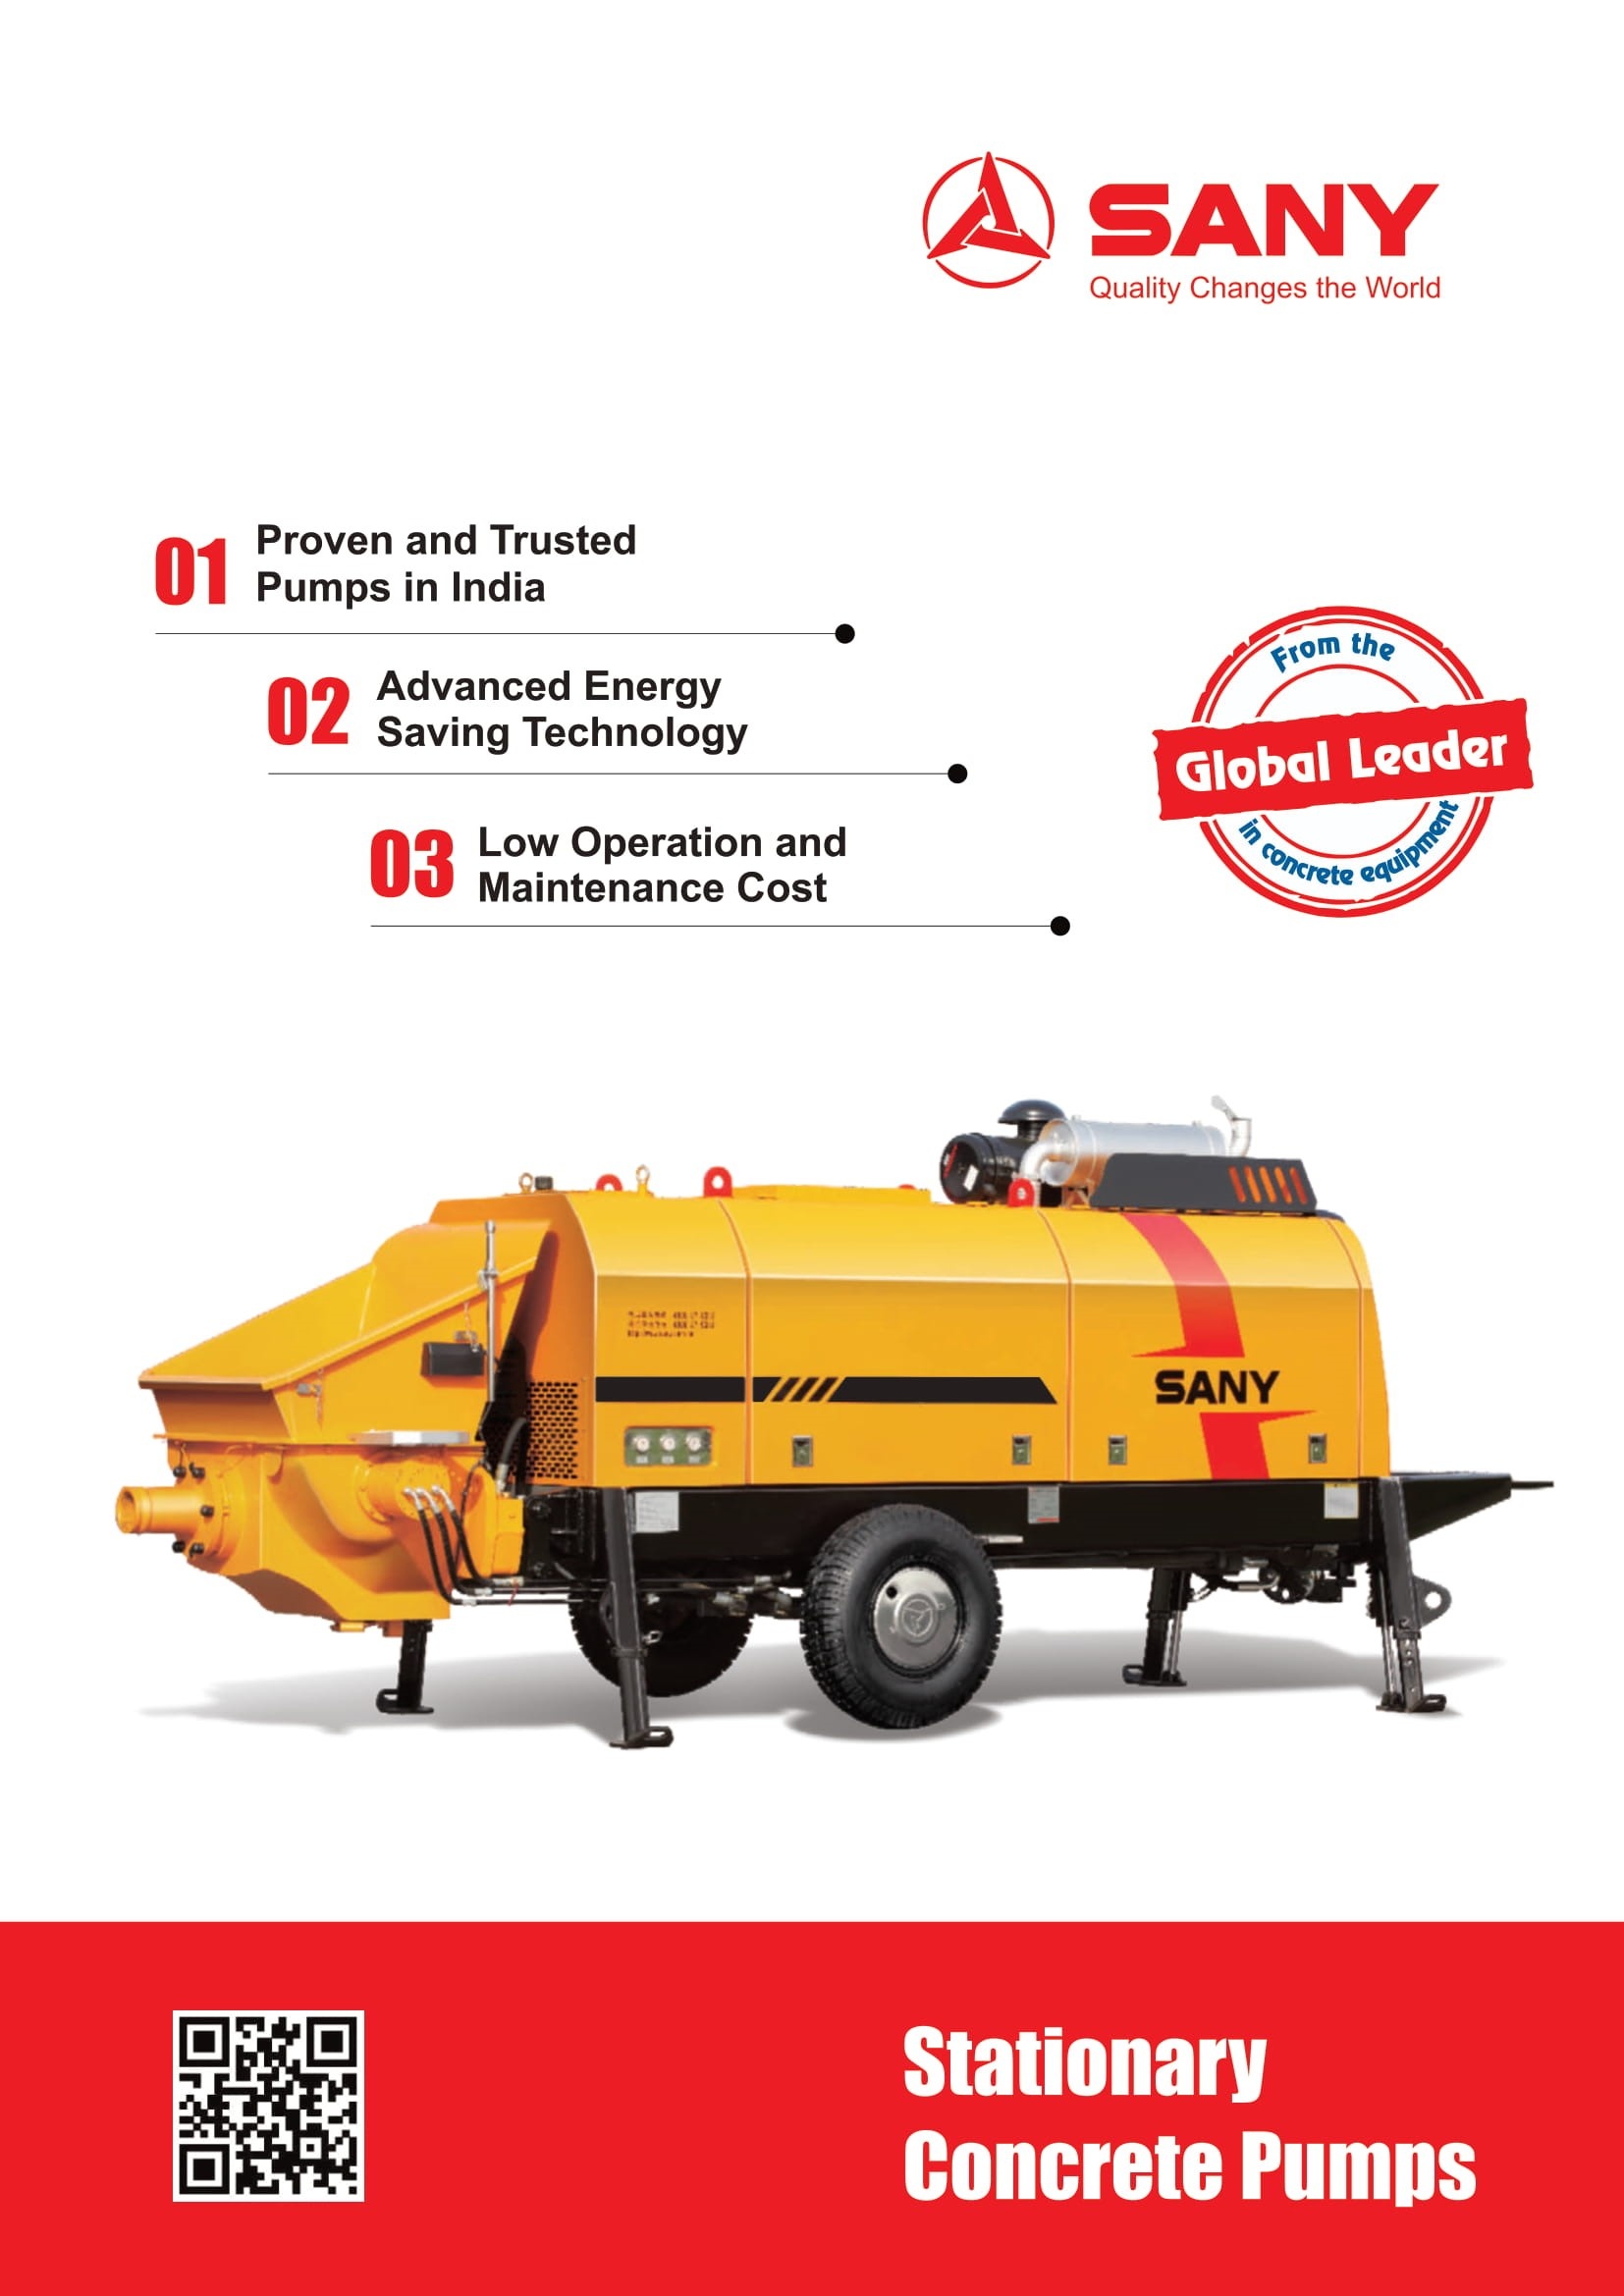 SANY
Quality Changes the World
01
Proven and Trusted
Pumps in India
02
Advanced Energy
Saving Technology
03
Low Operation and
Maintenance Cost
From the
Global Leader
in concrete equipment
SANY
Stationary
Concrete Pumps